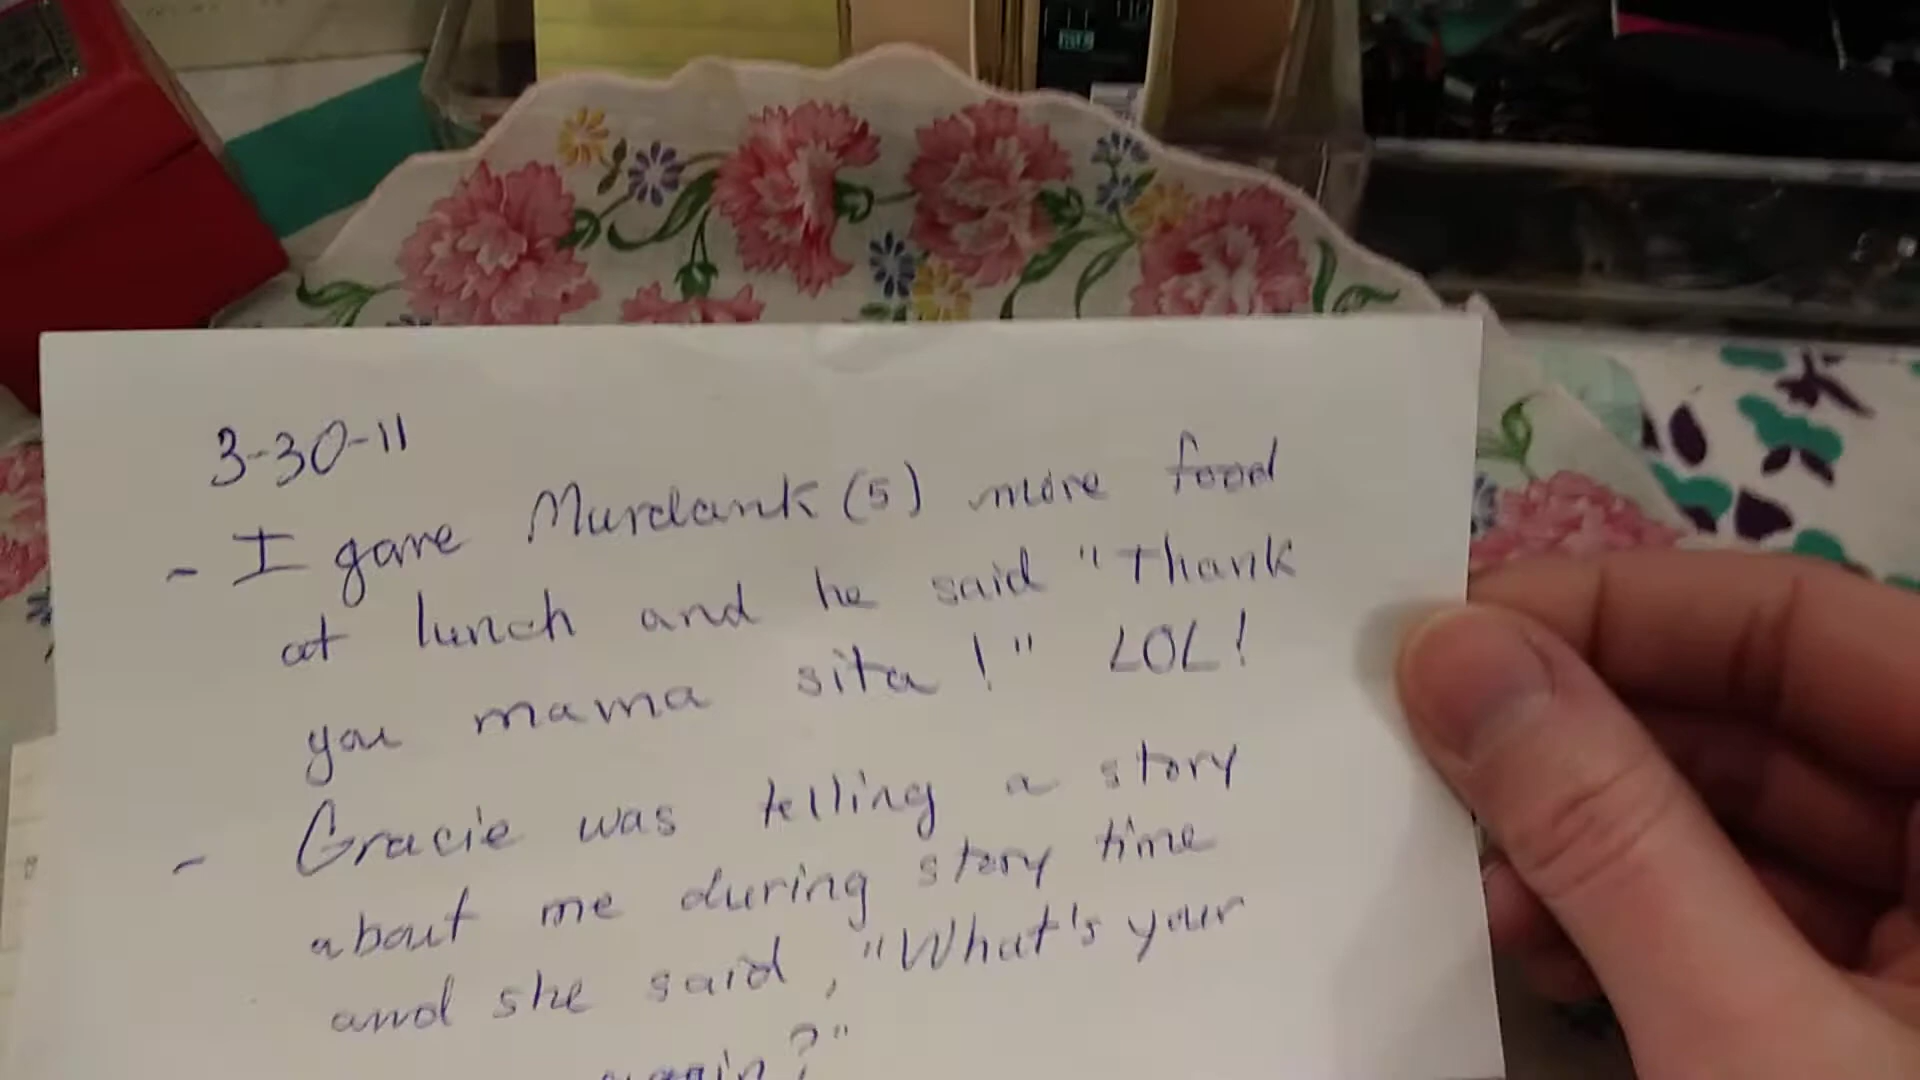 3-30-11
- I gave Murdank (5) more food
at lunch and he said "Thank
you mama sita!" LOL!
- Gracie was telling a story
about me during story time
and she said, "What's your
again?"